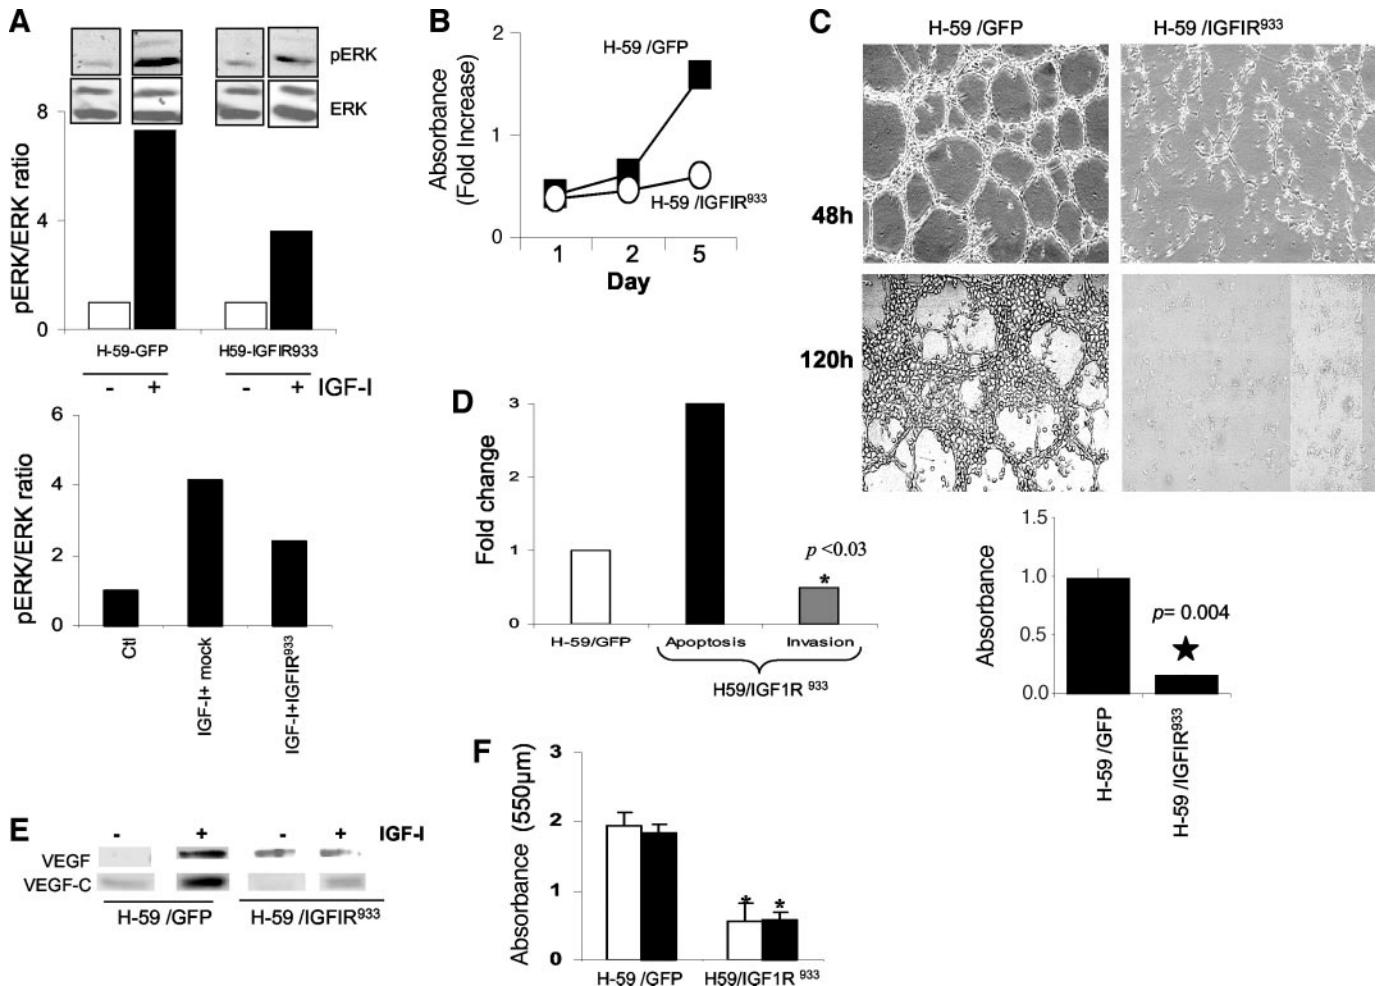 A
pERK
ERK
pERK/ERK ratio
8
4
0
H-59-GFP
H59-IGFIR933
- + - + IGF-I
pERK/ERK ratio
6
4
2
0
Ctl
IGF-I+ mock
IGF-I+IGFIR933
B
Absorbance
(Fold Increase)
2
1
0
H-59 /GFP
H-59 /IGFIR933
1 2 5
Day
C
H-59 /GFP H-59 /IGFIR933
48h
120h
Absorbance
1.5
1.0
0.5
0.0
p= 0.004
H-59 /GFP
H-59 /IGFIR933
D
Fold change
3
2
1
0
p <0.03
*
H-59/GFP Apoptosis Invasion
H59/IGF1R 933
E
- + - + IGF-I
VEGF
VEGF-C
H-59 /GFP H-59 /IGFIR933
F
Absorbance (550µm)
3
2
1
0
* *
H-59 /GFP H59/IGF1R 933